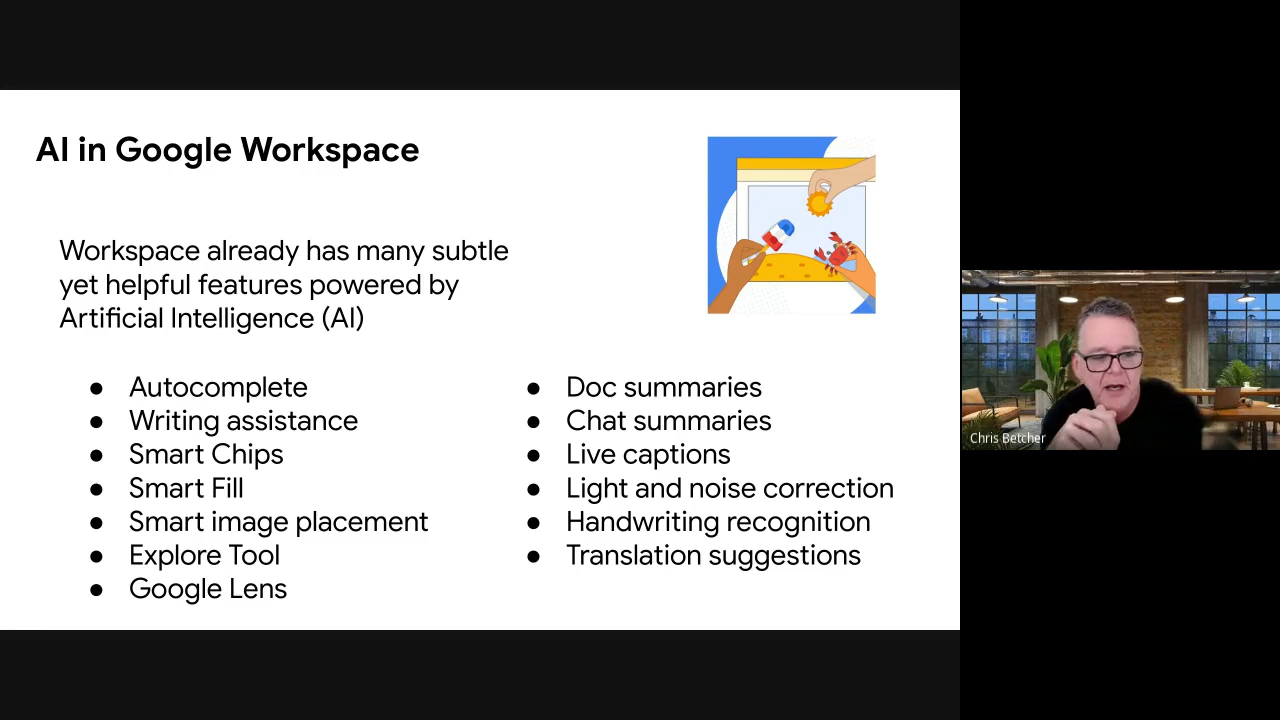 AI in Google Workspace
Workspace already has many subtle
yet helpful features powered by
Artificial Intelligence (AI)
● Autocomplete
● Writing assistance
● Smart Chips
● Smart Fill
● Smart image placement
● Explore Tool
● Google Lens
● Doc summaries
● Chat summaries
● Live captions
● Light and noise correction
● Handwriting recognition
● Translation suggestions
Chris Betcher